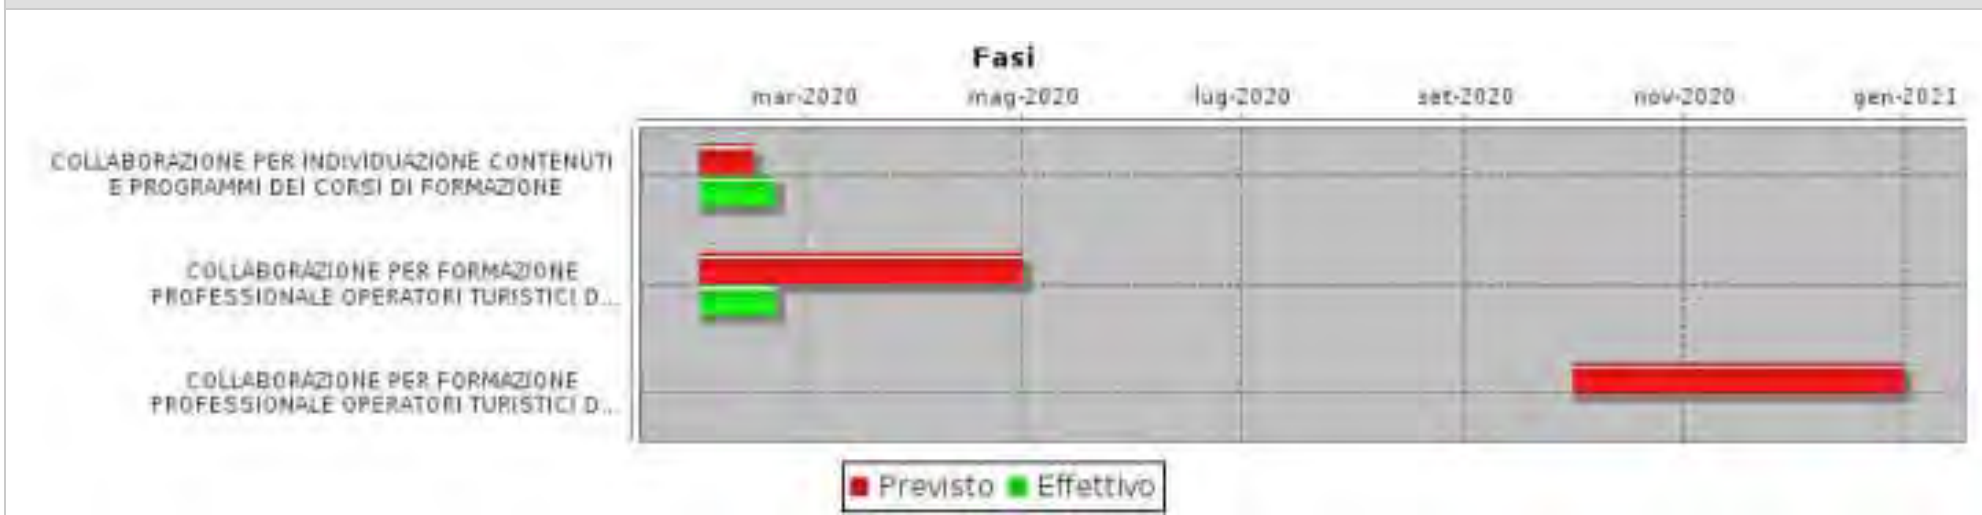 Fasi
mar-2020 mag-2020 lug-2020 set-2020 nov-2020 gen-2021
COLLABORAZIONE PER INDIVIDUAZIONE CONTENUTI
E PROGRAMMI DEI CORSI DI FORMAZIONE
COLLABORAZIONE PER FORMAZIONE
PROFESSIONALE OPERATORI TURISTICI D...
COLLABORAZIONE PER FORMAZIONE
PROFESSIONALE OPERATORI TURISTICI D...
Previsto Effettivo